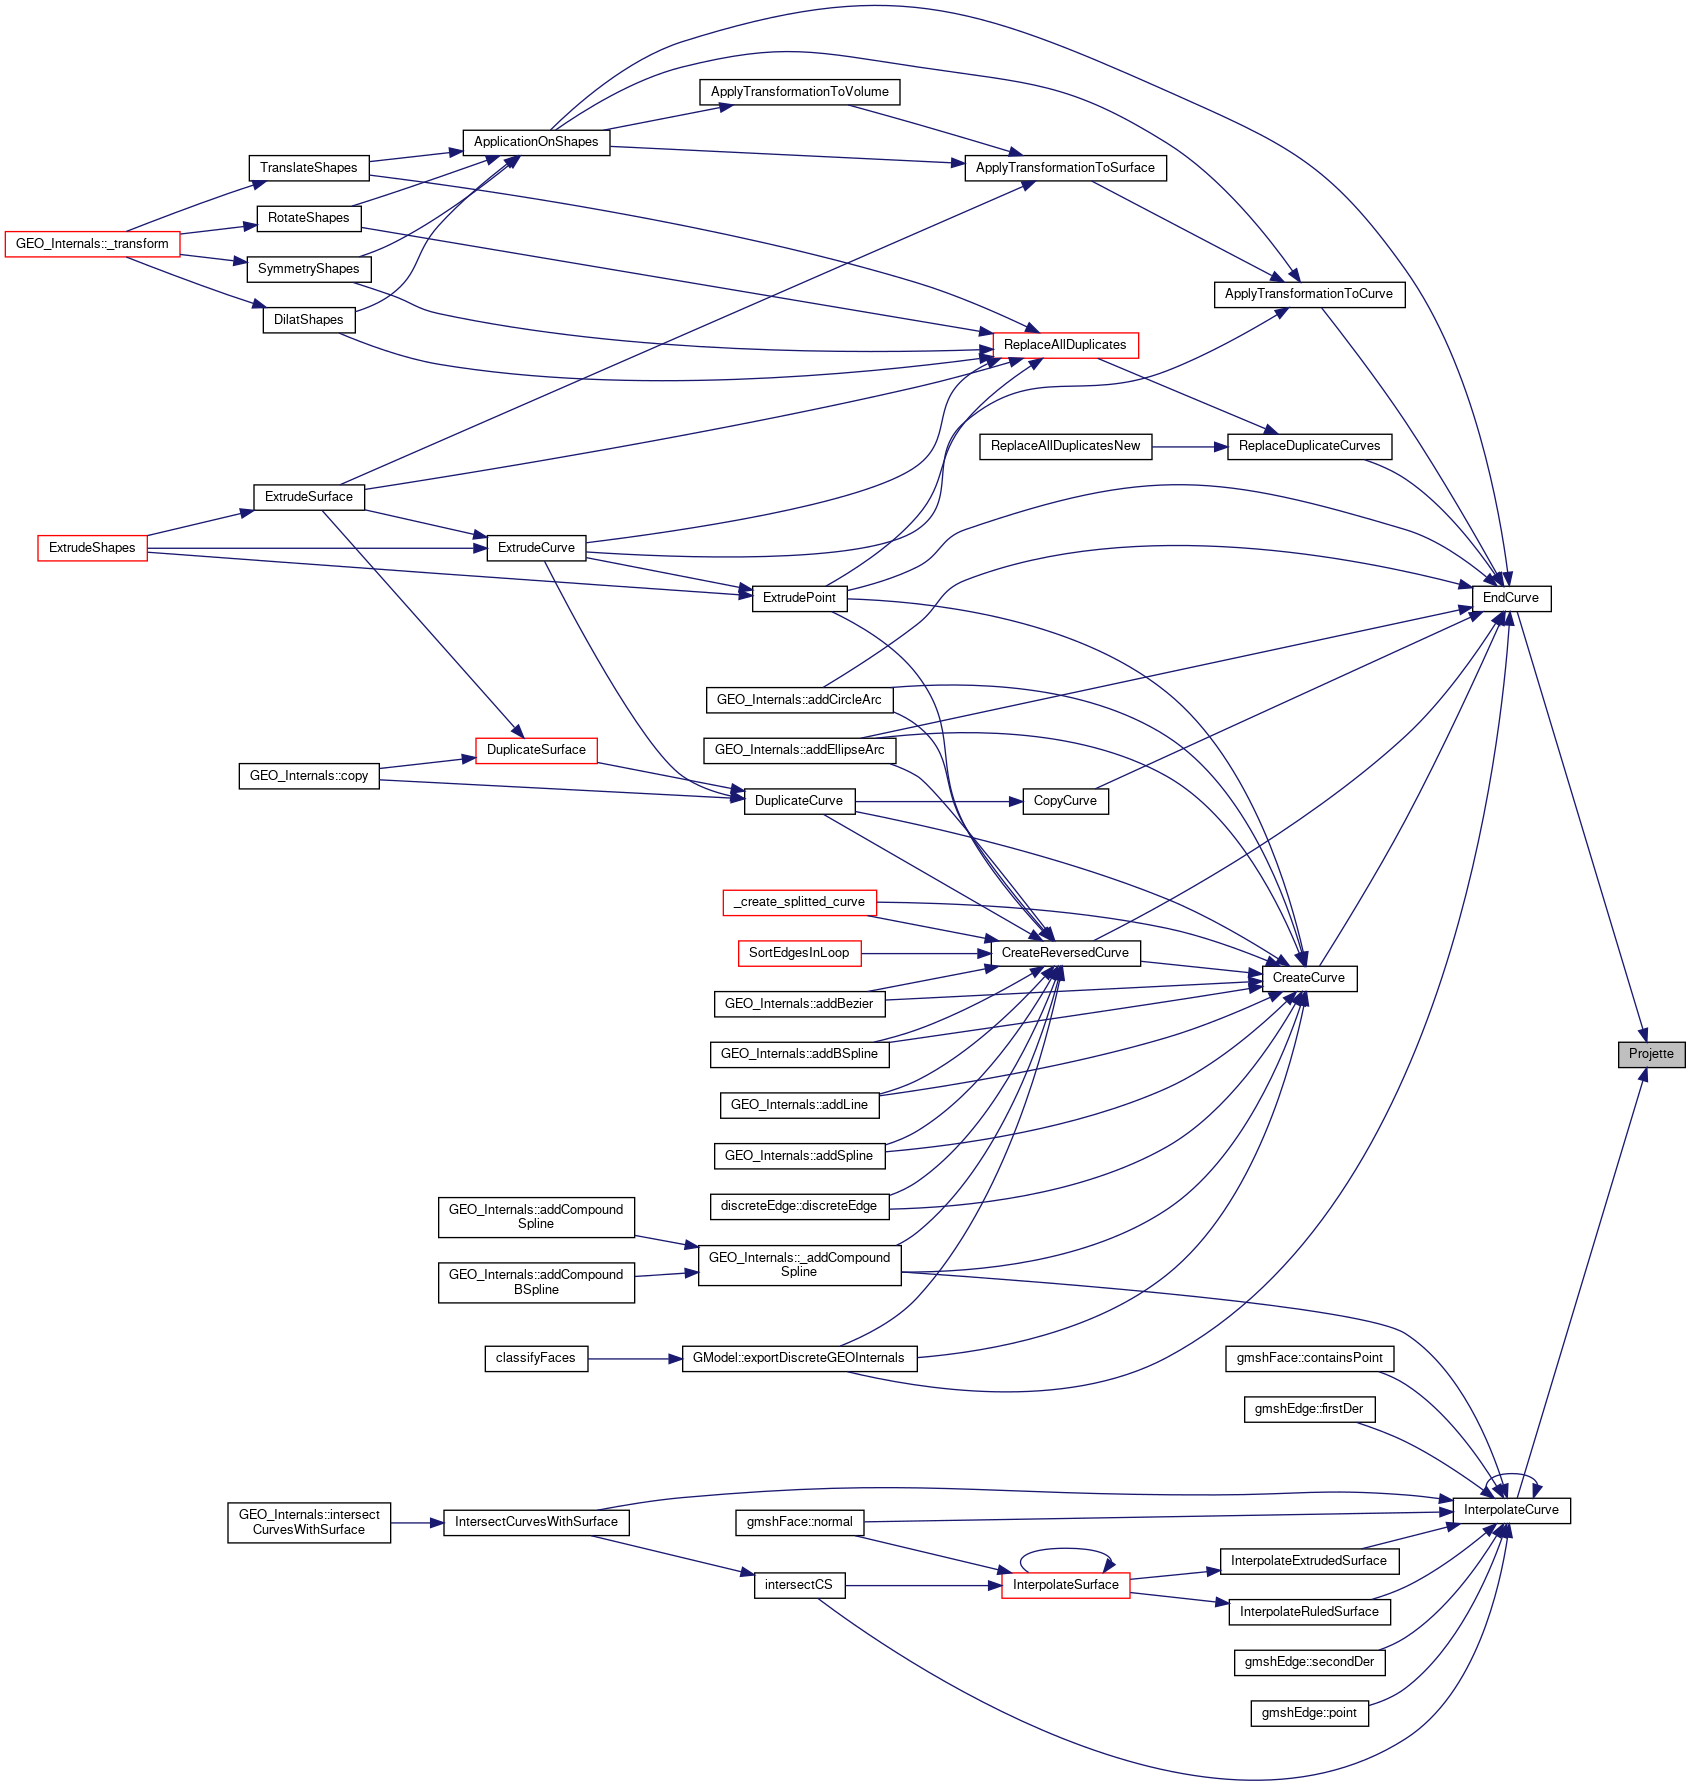 ApplyTransformationToVolume
ApplicationOnShapes
TranslateShapes
ApplyTransformationToSurface
RotateShapes
GEO_Internals::_transform
SymmetryShapes
ApplyTransformationToCurve
DilatShapes
ReplaceAllDuplicates
ReplaceAllDuplicatesNew
ReplaceDuplicateCurves
ExtrudeSurface
ExtrudeShapes
ExtrudeCurve
ExtrudePoint
EndCurve
GEO_Internals::addCircleArc
DuplicateSurface
GEO_Internals::addEllipseArc
GEO_Internals::copy
DuplicateCurve
CopyCurve
_create_splitted_curve
SortEdgesInLoop
CreateReversedCurve
CreateCurve
GEO_Internals::addBezier
GEO_Internals::addBSpline
Projette
GEO_Internals::addLine
GEO_Internals::addSpline
discreteEdge::discreteEdge
GEO_Internals::addCompound
Spline
GEO_Internals::_addCompound
Spline
GEO_Internals::addCompound
BSpline
classifyFaces
GModel::exportDiscreteGEOInternals
gmshFace::containsPoint
gmshEdge::firstDer
GEO_Internals::intersect
CurvesWithSurface
IntersectCurvesWithSurface
gmshFace::normal
InterpolateCurve
InterpolateExtrudedSurface
intersectCS
InterpolateSurface
InterpolateRuledSurface
gmshEdge::secondDer
gmshEdge::point